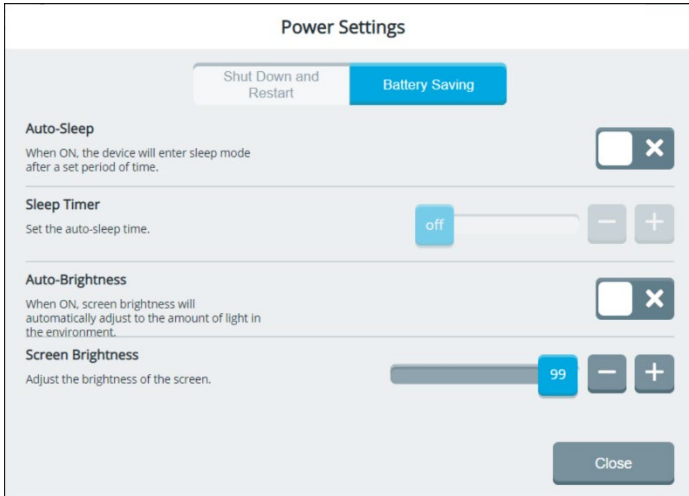 Power Settings
Shut Down and
Restart
Battery Saving
Auto-Sleep
When ON, the device will enter sleep mode
after a set period of time.
Sleep Timer
Set the auto-sleep time.
off
Auto-Brightness
When ON, screen brightness will
automatically adjust to the amount of light in
the environment.
Screen Brightness
Adjust the brightness of the screen.
99
Close